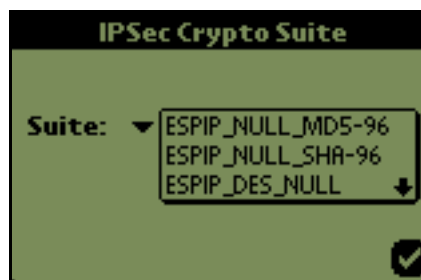 IPSec Crypto Suite
Suite: ESPIP_NULL_MD5-96
ESPIP_NULL_SHA-96
ESPIP_DES_NULL